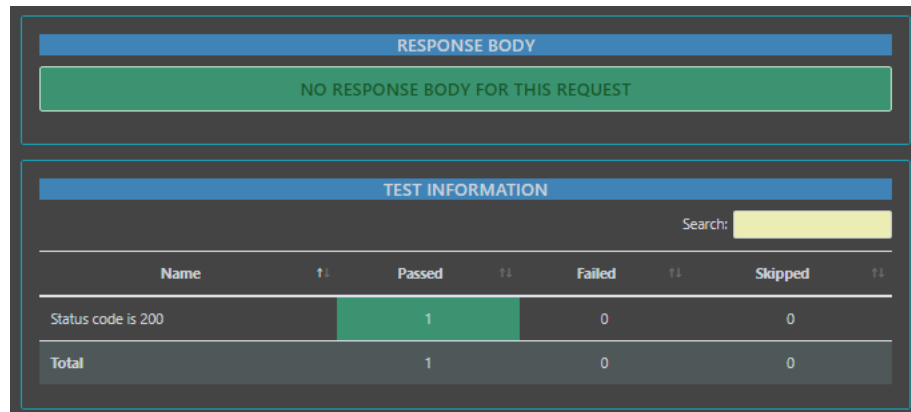 RESPONSE BODY
NO RESPONSE BODY FOR THIS REQUEST
TEST INFORMATION
Search:
Name Passed Failed Skipped
Status code is 200 1 0 0
Total 1 0 0